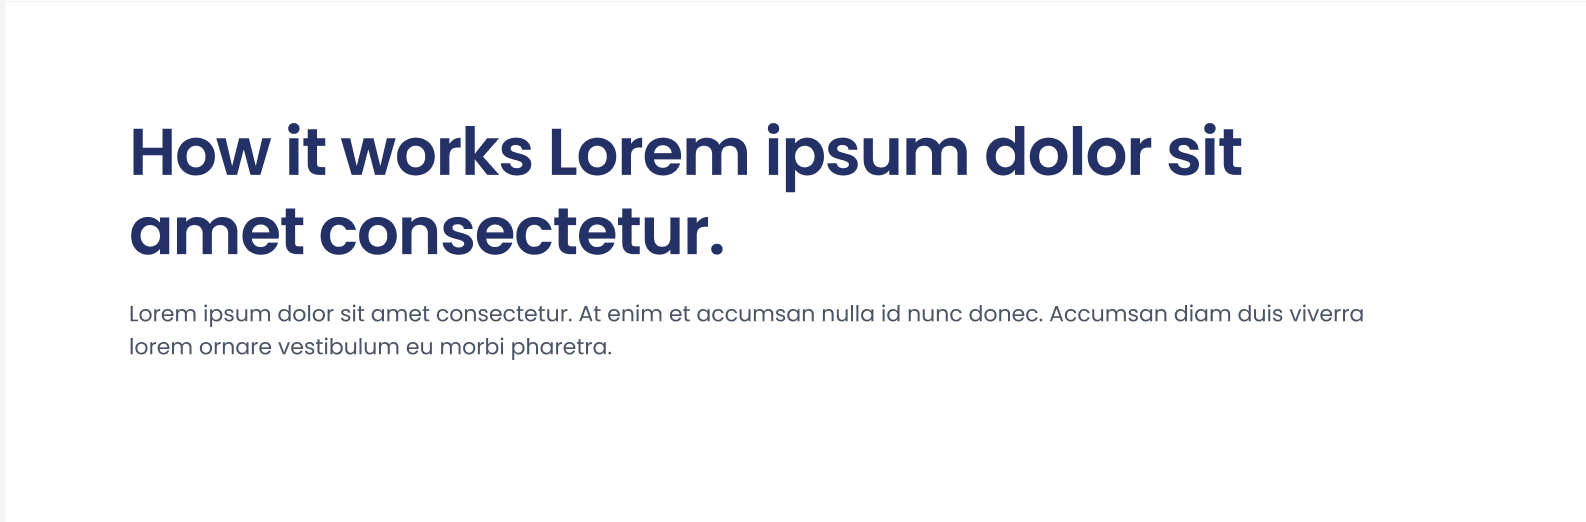 How it works Lorem ipsum dolor sit
amet consectetur.
Lorem ipsum dolor sit amet consectetur. At enim et accumsan nulla id nunc donec. Accumsan diam duis viverra
lorem ornare vestibulum eu morbi pharetra.